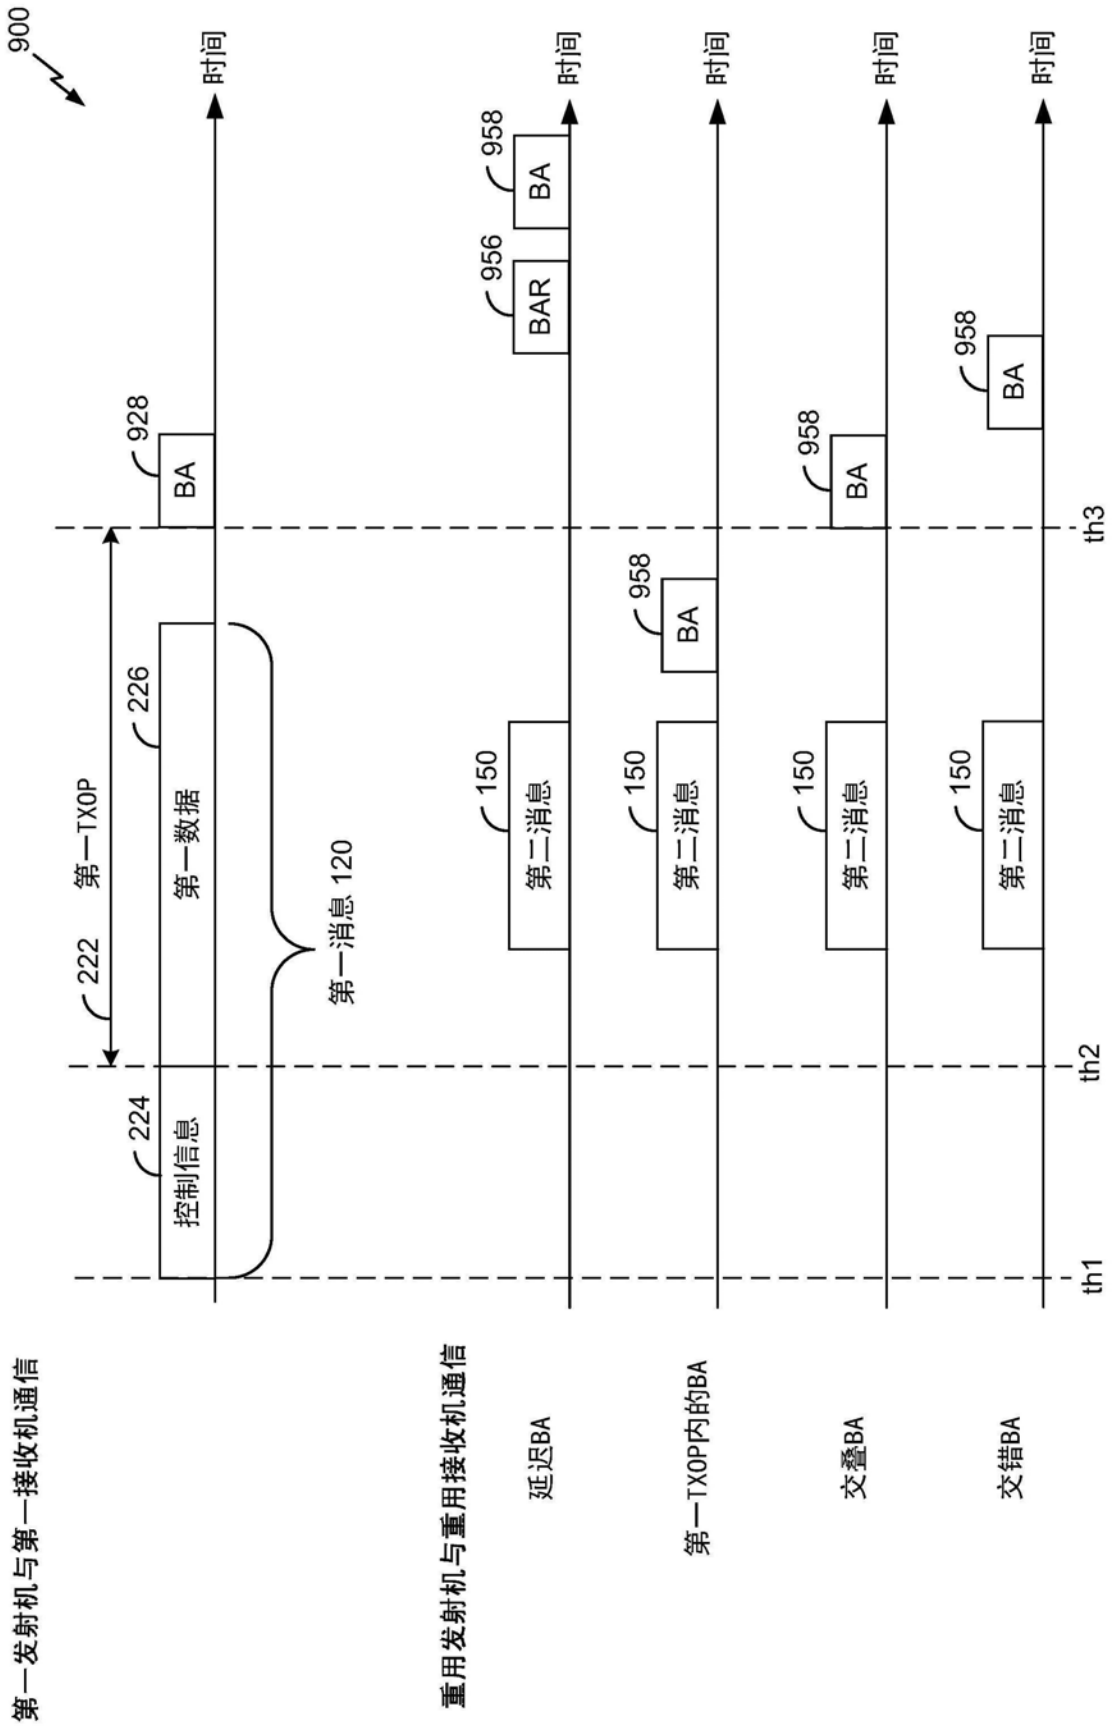 900
第一发射机与第一接收机通信
222
第一TXOP
224
控制信息
226
第一数据
928
BA
时间
第一消息 120
重用发射机与重用接收机通信
延迟BA
150
第二消息
956
BAR
958
BA
时间
第一TXOP内的BA
150
第二消息
958
BA
时间
交叠BA
150
第二消息
958
BA
时间
交错BA
150
第二消息
958
BA
时间
th1
th2
th3